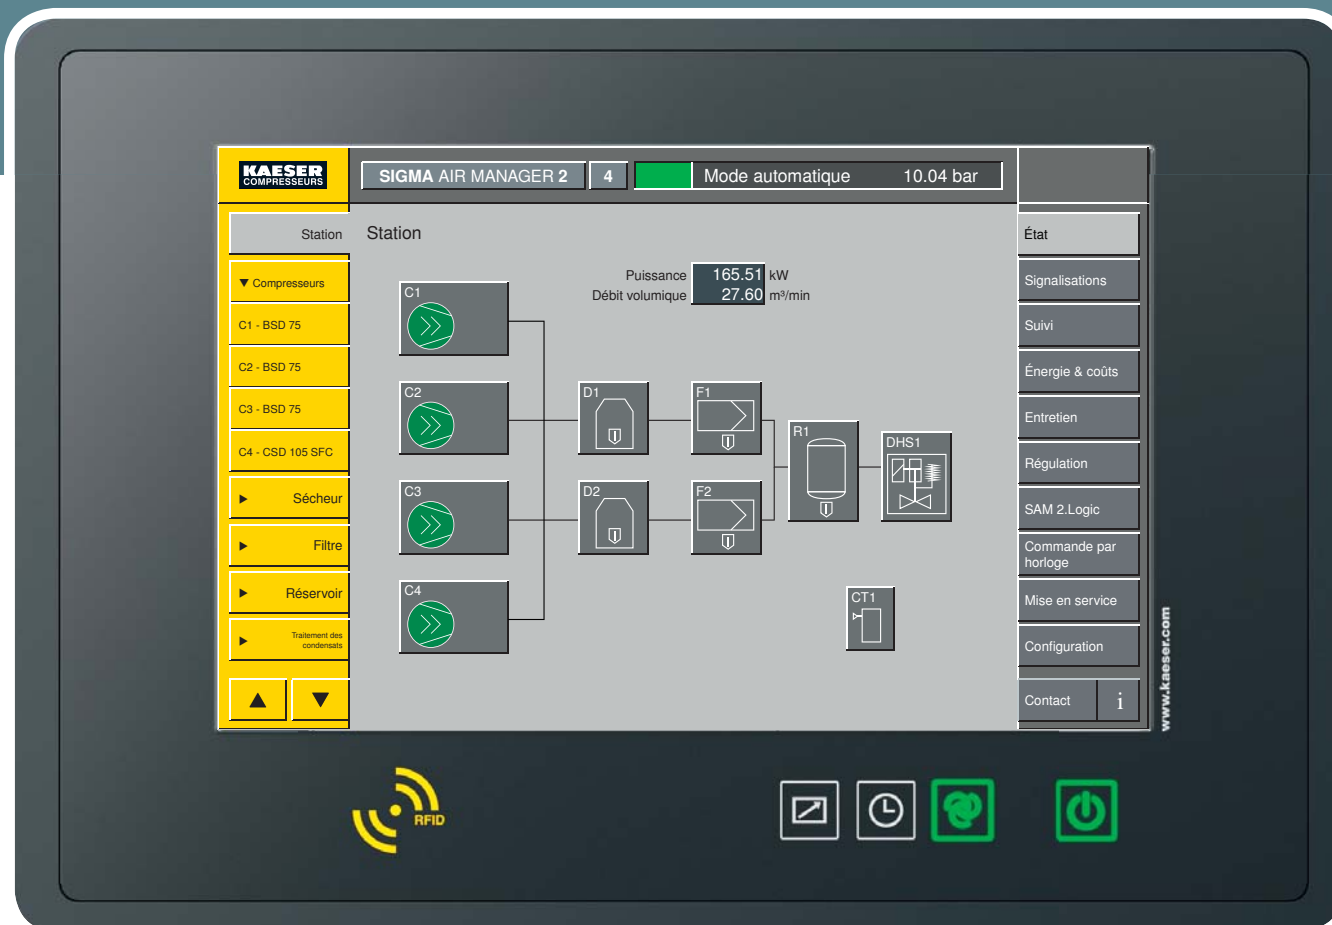 KAESER
COMPRESSEURS
SIGMA AIR MANAGER 2
4
Mode automatique
10.04 bar
Station
▼ Compresseurs
C1 - BSD 75
C2 - BSD 75
C3 - BSD 75
C4 - CSD 105 SFC
► Sécheur
► Filtre
► Réservoir
► Traitement des
condensats
▲ ▼
Station
Puissance 165.51 kW
Débit volumique 27.60 m³/min
C1
C2
D1
F1
R1
DHS1
C3
D2
F2
C4
CT1
État
Signalisations
Suivi
Énergie & coûts
Entretien
Régulation
SAM 2.Logic
Commande par
horloge
Mise en service
Configuration
Contact i
www.kaeser.com
RFID